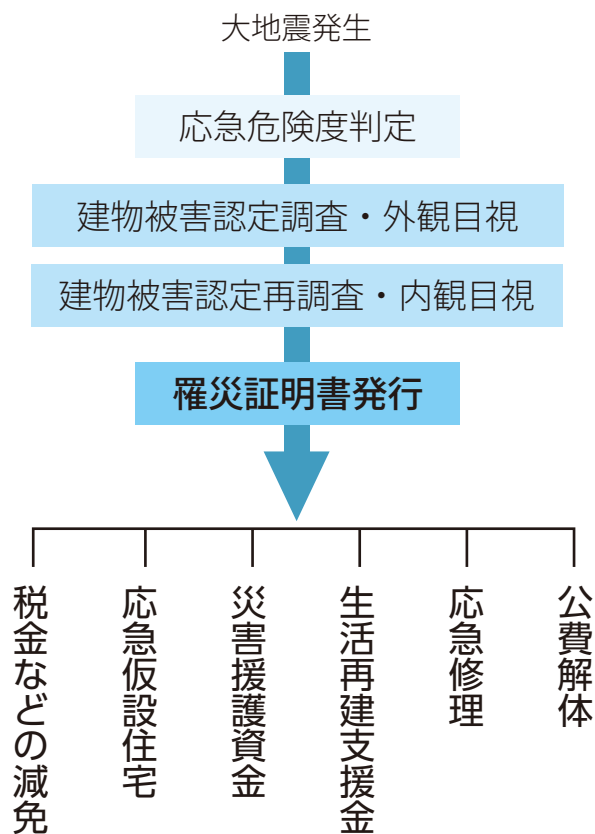 大地震発生
応急危険度判定
建物被害認定調査・外観目視
建物被害認定再調査・内観目視
罹災証明書発行
税金などの減免
応急仮設住宅
災害援護資金
生活再建支援金
応急修理
公費解体